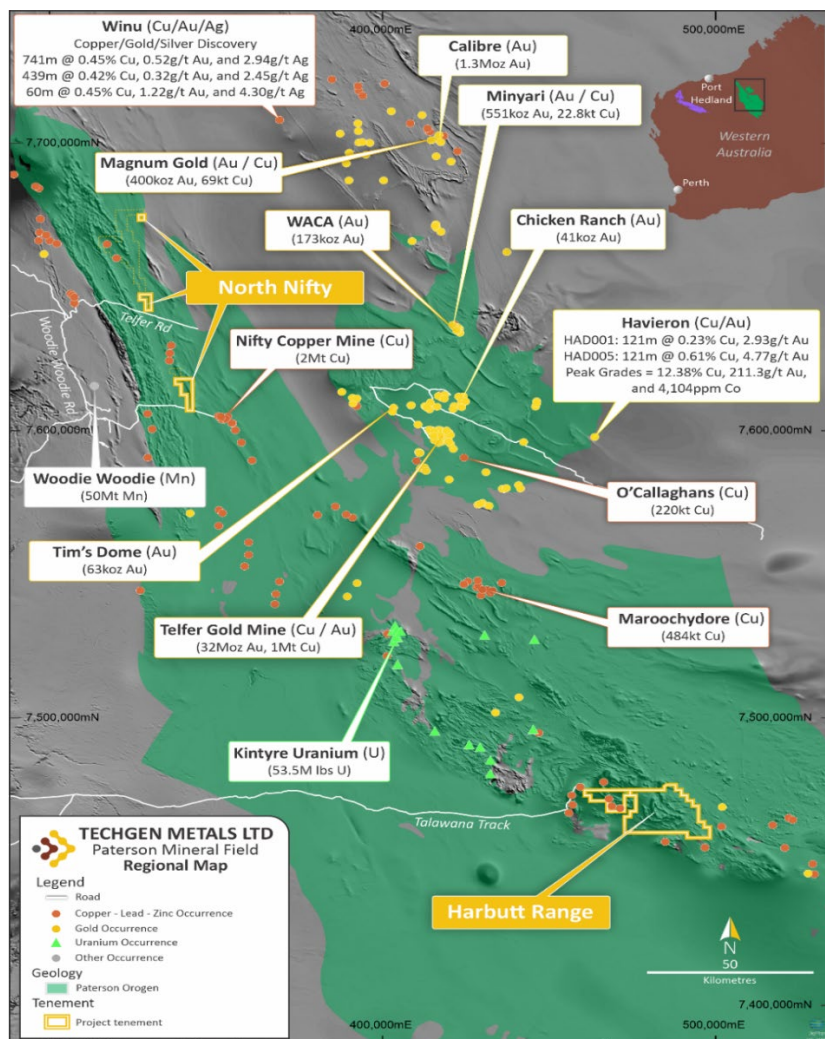 Winu (Cu/Au/Ag)
Copper/Gold/Silver Discovery
741m @ 0.45% Cu, 0.52g/t Au, and 2.94g/t Ag
439m @ 0.42% Cu, 0.32g/t Au, and 2.45g/t Ag
60m @ 0.45% Cu, 1.22g/t Au, and 4.30g/t Ag
Calibre (Au)
(1.3Moz Au)
Minyari (Au / Cu)
(551koz Au, 22.8kt Cu)
Port
Hedland
Western
Australia
Perth
7,700,000mN
7,700,000mN
Magnum Gold (Au / Cu)
(400koz Au, 69kt Cu)
WACA (Au)
(173koz Au)
Chicken Ranch (Au)
(41koz Au)
North Nifty
Telfer Rd
Woodie Woodie Rd
Nifty Copper Mine (Cu)
(2Mt Cu)
Havieron (Cu/Au)
HAD001: 121m @ 0.23% Cu, 2.93g/t Au
HAD005: 121m @ 0.61% Cu, 4.77g/t Au
Peak Grades = 12.38% Cu, 211.3g/t Au,
and 4,104ppm Co
7,600,000mN
7,600,000mN
Woodie Woodie (Mn)
(50Mt Mn)
O'Callaghans (Cu)
(220kt Cu)
Tim's Dome (Au)
(63koz Au)
Telfer Gold Mine (Cu / Au)
(32Moz Au, 1Mt Cu)
Maroochydore (Cu)
(484kt Cu)
7,500,000mN
7,500,000mN
Kintyre Uranium (U)
(53.5M lbs U)
Talawana Track
Harbutt Range
TECHGEN METALS LTD
Paterson Mineral Field
Regional Map
Legend
Road
Copper - Lead - Zinc Occurrence
Gold Occurrence
Uranium Occurrence
Other Occurrence
Geology
Paterson Orogen
Tenement
Project tenement
N
50
Kilometres
7,400,000mN
400,000mE
500,000mE